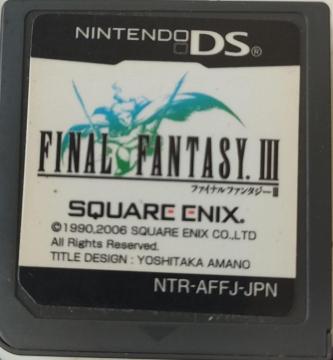 NINTENDO DS®
FINAL FANTASY. III
ファイナルファンタジーIII
SQUARE ENIX®
©1990,2006 SQUARE ENIX CO.,LTD
All Rights Reserved.
TITLE DESIGN : YOSHITAKA AMANO
NTR-AFFJ-JPN